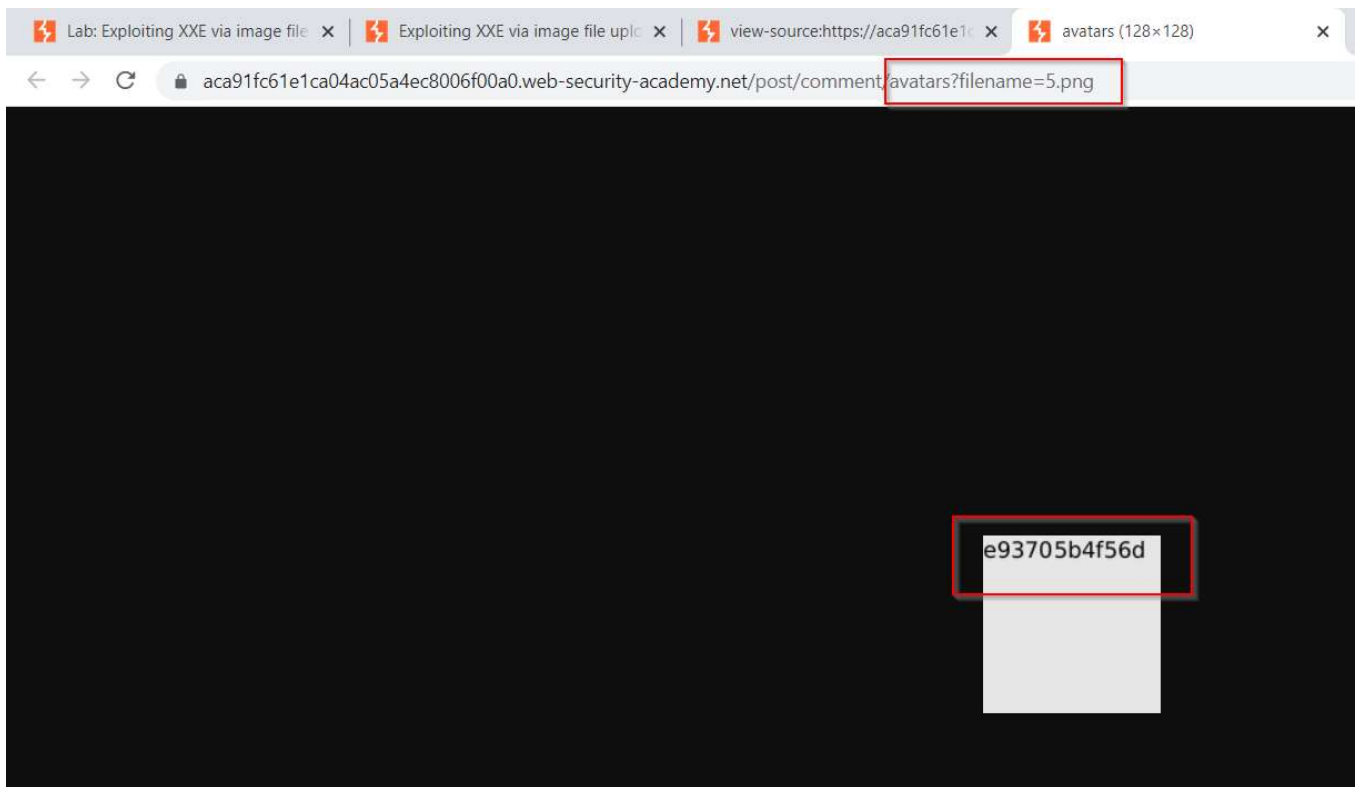 Lab: Exploiting XXE via image file
Exploiting XXE via image file uplo
view-source:https://aca91fc61e1c
avatars (128×128)
aca91fc61e1ca04ac05a4ec8006f00a0.web-security-academy.net/post/comment/avatars?filename=5.png
e93705b4f56d